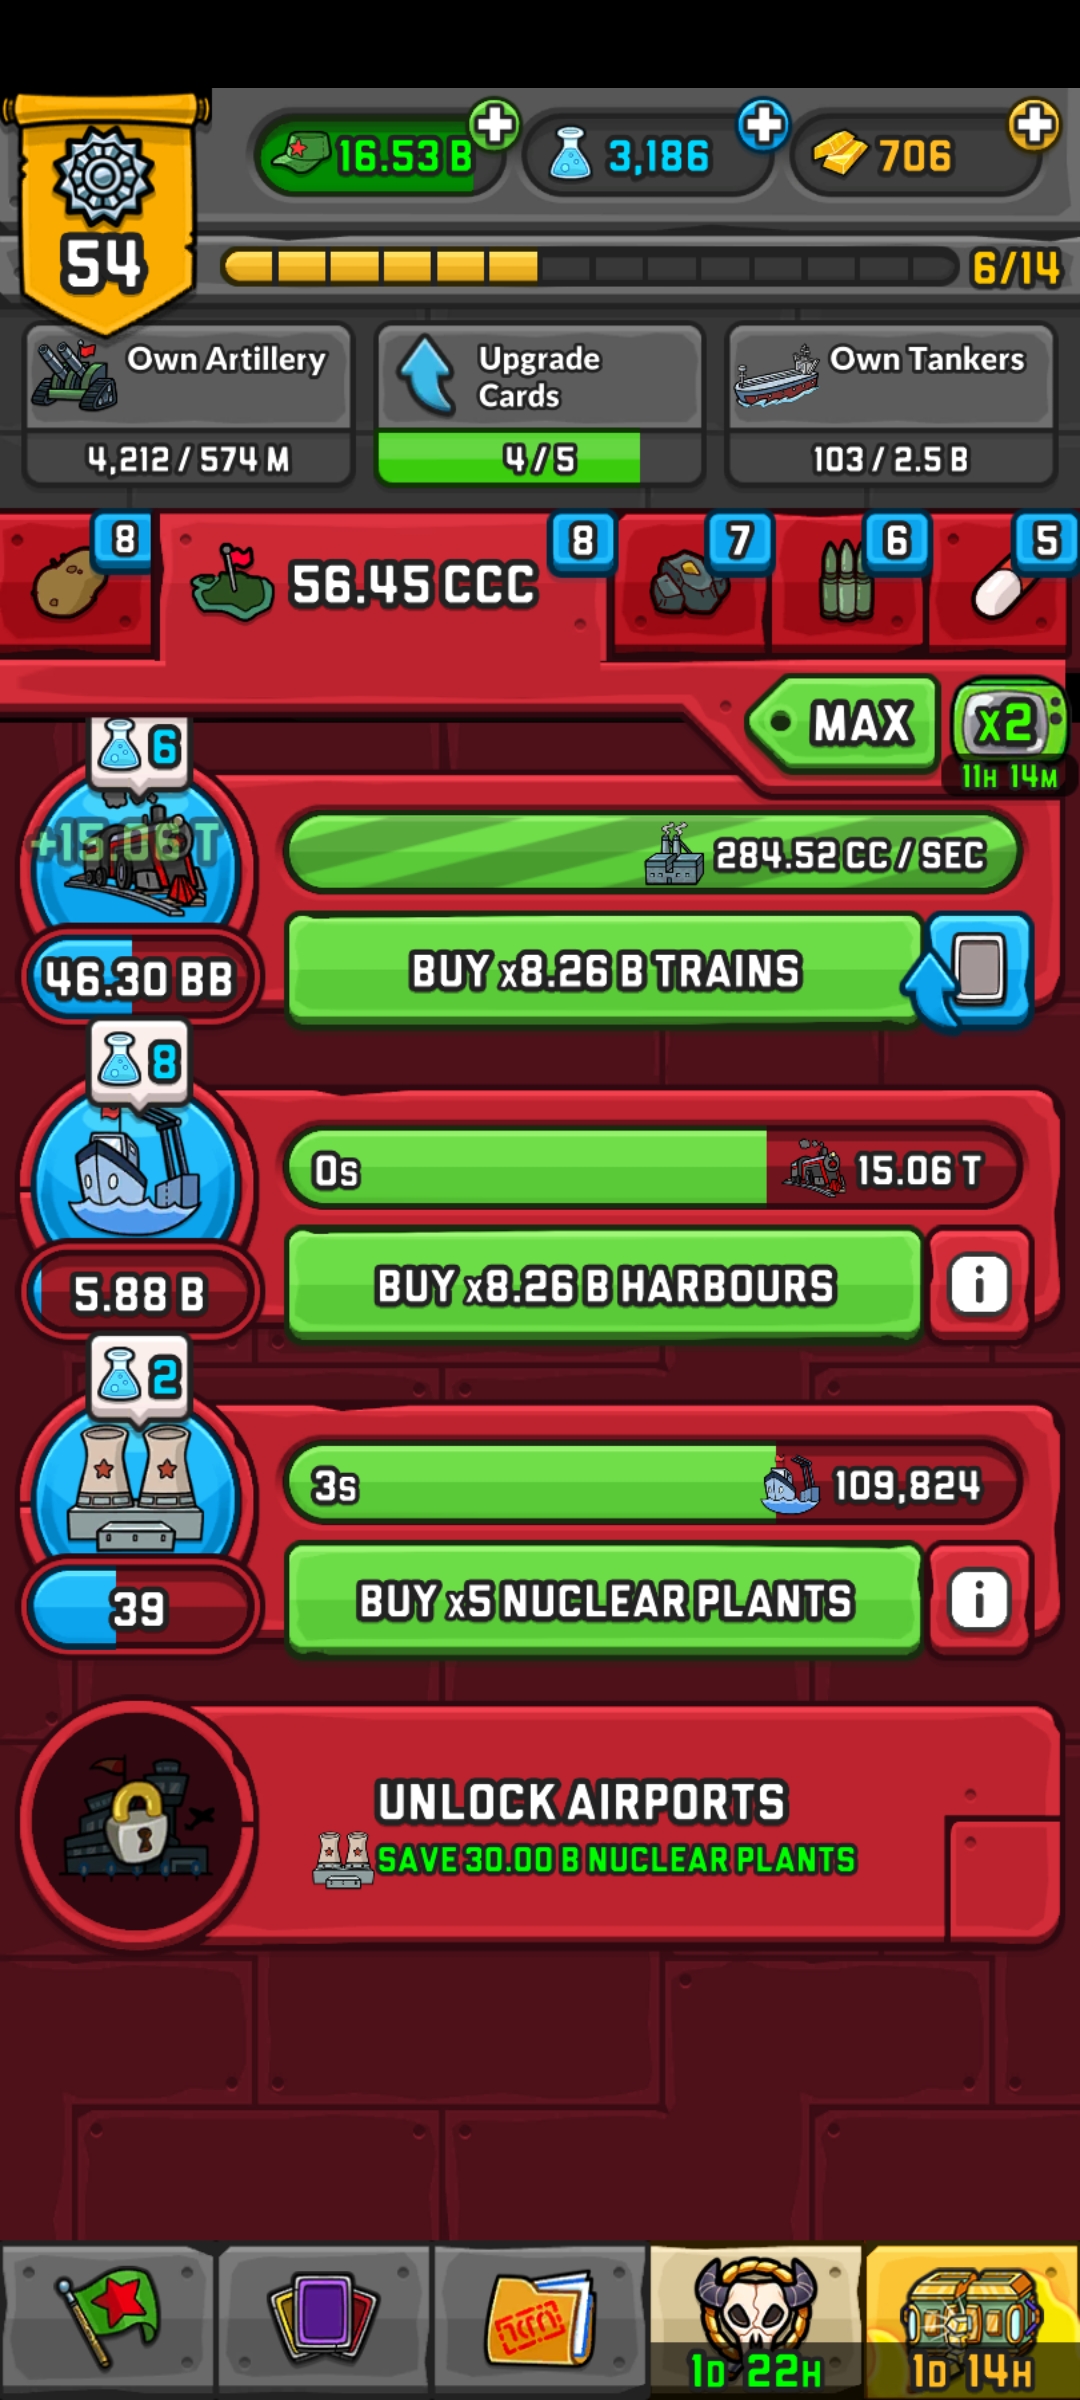 16.53 B
3,186
706
54
6/14
Own Artillery
4,212 / 574 M
Upgrade
Cards
4 / 5
Own Tankers
103 / 2.5 B
8
56.45 CCC
8
7
6
5
MAX
x2
11H 14M
6
+15.06 T
284.52 CC / SEC
46.30 BB
BUY x8.26 B TRAINS
8
0s
15.06 T
5.88 B
BUY x8.26 B HARBOURS
i
2
3s
109,824
39
BUY x5 NUCLEAR PLANTS
i
UNLOCK AIRPORTS
SAVE 30.00 B NUCLEAR PLANTS
1D 22H
1D 14H